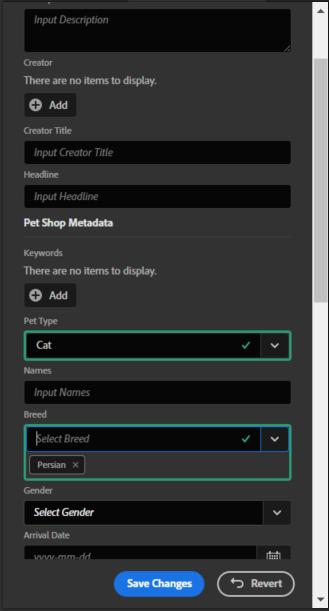 Input Description
Creator
There are no items to display.
Add
Creator Title
Input Creator Title
Headline
Input Headline
Pet Shop Metadata
Keywords
There are no items to display.
Add
Pet Type
Cat
Names
Input Names
Breed
Select Breed
Persian ×
Gender
Select Gender
Arrival Date
yyyy-mm-dd
Save Changes
Revert